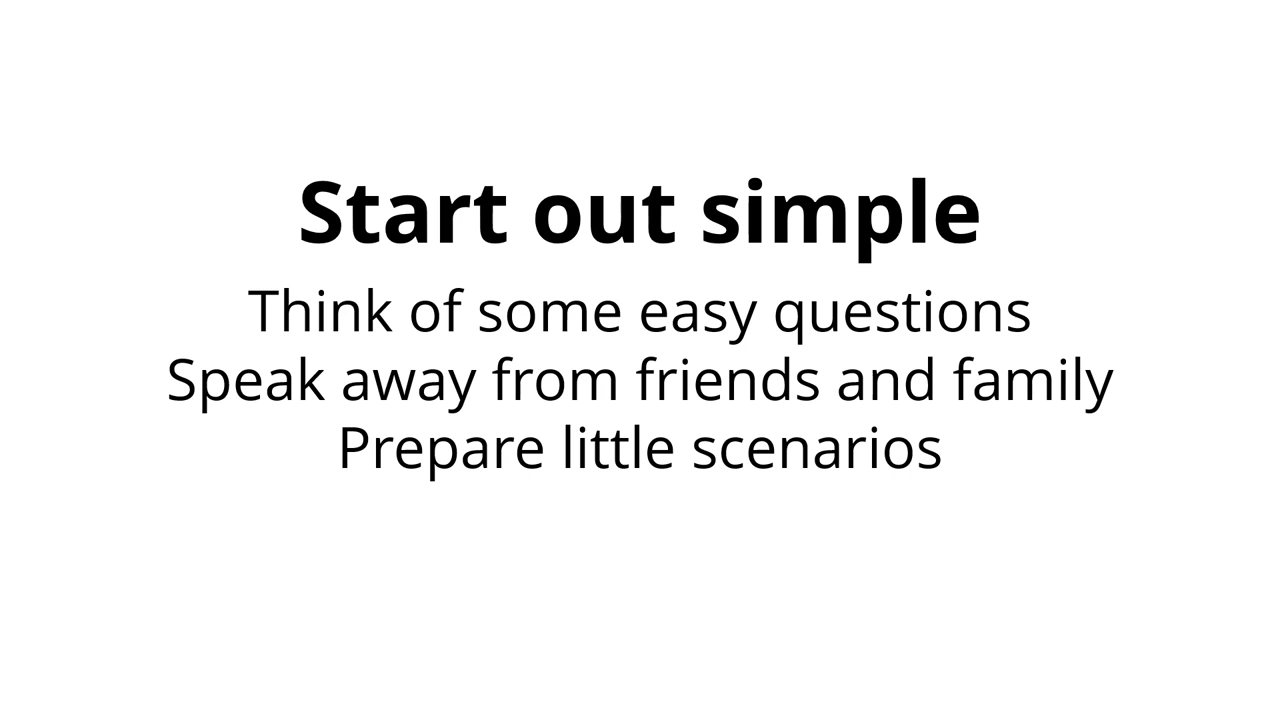 Start out simple
Think of some easy questions
Speak away from friends and family
Prepare little scenarios